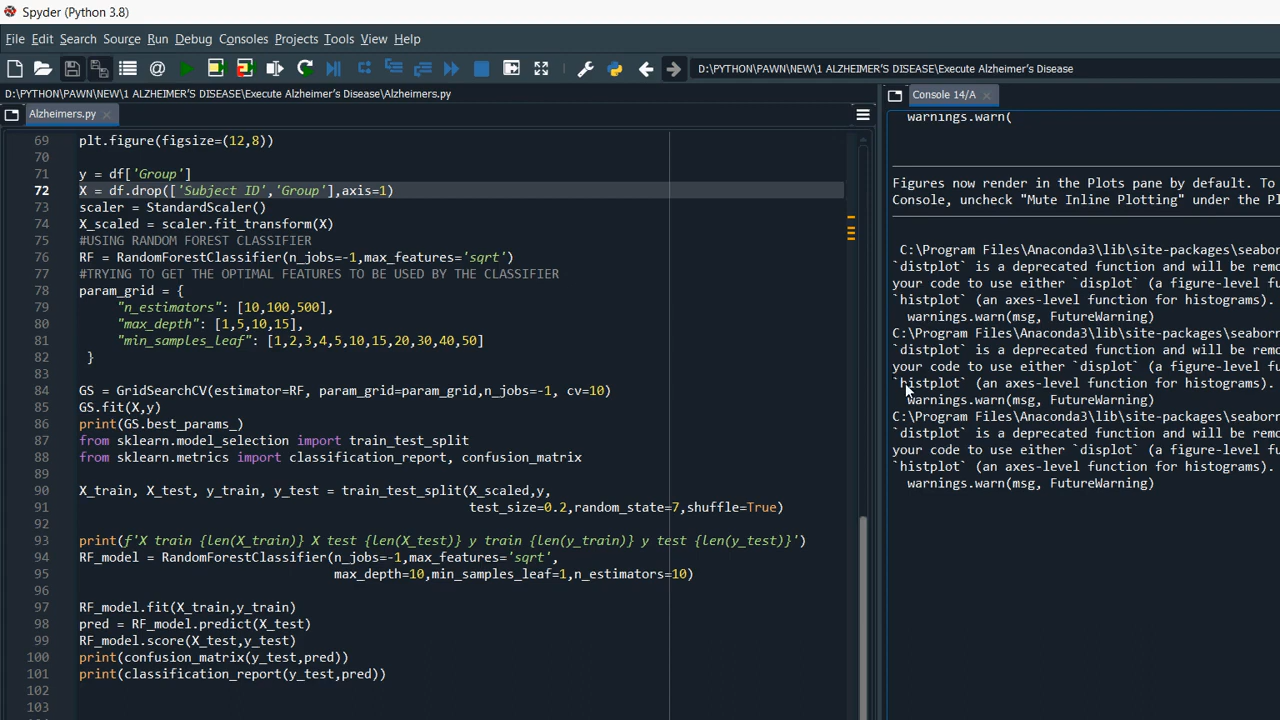 Spyder (Python 3.8)
File Edit Search Source Run Debug Consoles Projects Tools View Help
D:\PYTHON\PAWN\NEW\1 ALZHEIMER'S DISEASE\Execute Alzheimer's Disease
D:\PYTHON\PAWN\NEW\1 ALZHEIMER'S DISEASE\Execute Alzheimer's Disease\Alzheimers.py
Alzheimers.py
69 plt.figure(figsize=(12,8))
70
71 y = df['Group']
72 X = df.drop(['Subject ID','Group'],axis=1)
73 scaler = StandardScaler()
74 X_scaled = scaler.fit_transform(X)
75 #USING RANDOM FOREST CLASSIFIER
76 RF = RandomForestClassifier(n_jobs=-1,max_features='sqrt')
77 #TRYING TO GET THE OPTIMAL FEATURES TO BE USED BY THE CLASSIFIER
78 param_grid = {
79 "n_estimators": [10,100,500],
80 "max_depth": [1,5,10,15],
81 "min_samples_leaf": [1,2,3,4,5,10,15,20,30,40,50]
82 }
83
84 GS = GridSearchCV(estimator=RF, param_grid=param_grid,n_jobs=-1, cv=10)
85 GS.fit(X,y)
86 print(GS.best_params_)
87 from sklearn.model_selection import train_test_split
88 from sklearn.metrics import classification_report, confusion_matrix
89
90 X_train, X_test, y_train, y_test = train_test_split(X_scaled,y,
91 test_size=0.2,random_state=7,shuffle=True)
92
93 print(f'X train {len(X_train)} X test {len(X_test)} y train {len(y_train)} y test {len(y_test)}')
94 RF_model = RandomForestClassifier(n_jobs=-1,max_features='sqrt',
95 max_depth=10,min_samples_leaf=1,n_estimators=10)
96
97 RF_model.fit(X_train,y_train)
98 pred = RF_model.predict(X_test)
99 RF_model.score(X_test,y_test)
100 print(confusion_matrix(y_test,pred))
101 print(classification_report(y_test,pred))
102
103
Console 14/A
warnings.warn(
Figures now render in the Plots pane by default. To
Console, uncheck "Mute Inline Plotting" under the
C:\Program Files\Anaconda3\lib\site-packages\seabor
`distplot` is a deprecated function and will be rem
your code to use either `displot` (a figure-level fu
`histplot` (an axes-level function for histograms).
warnings.warn(msg, FutureWarning)
C:\Program Files\Anaconda3\lib\site-packages\seabor
`distplot` is a deprecated function and will be rem
your code to use either `displot` (a figure-level fu
`histplot` (an axes-level function for histograms).
warnings.warn(msg, FutureWarning)
C:\Program Files\Anaconda3\lib\site-packages\seabor
`distplot` is a deprecated function and will be rem
your code to use either `displot` (a figure-level fu
`histplot` (an axes-level function for histograms).
warnings.warn(msg, FutureWarning)